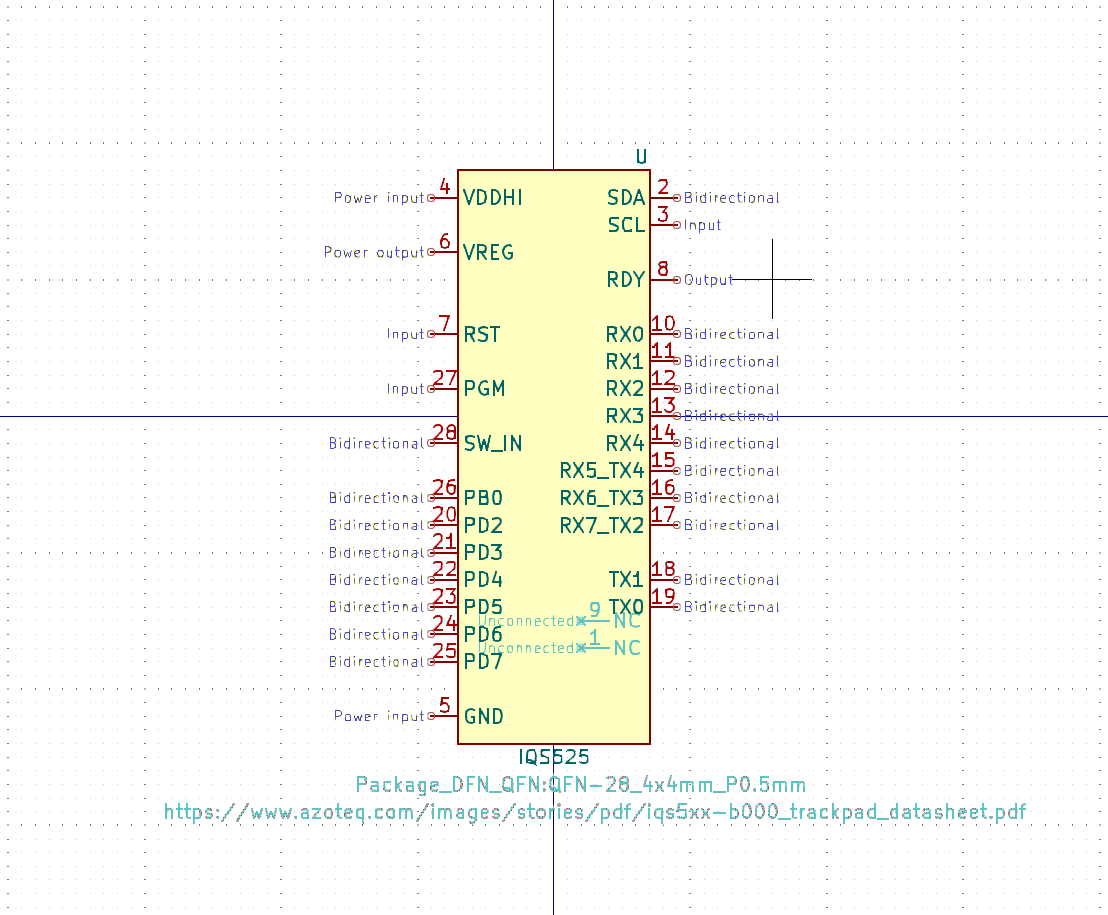 U
Power input 4 VDDHI SDA 2 Bidirectional
SCL 3 Input
Power output 6 VREG
RDY 8 Output
Input 7 RST RX0 10 Bidirectional
RX1 11 Bidirectional
Input 27 PGM RX2 12 Bidirectional
RX3 13 Bidirectional
Bidirectional 28 SW_IN RX4 14 Bidirectional
RX5_TX4 15 Bidirectional
Bidirectional 26 PB0 RX6_TX3 16 Bidirectional
Bidirectional 20 PD2 RX7_TX2 17 Bidirectional
Bidirectional 21 PD3
Bidirectional 22 PD4 TX1 18 Bidirectional
Bidirectional 23 PD5 TX0 19 Bidirectional
Unconnected 9 NC
Bidirectional 24 PD6
Unconnected 1 NC
Bidirectional 25 PD7
Power input 5 GND
IQS525
Package_DFN_QFN:QFN-28_4x4mm_P0.5mm
https://www.azoteq.com/images/stories/pdf/iqs5xx-b000_trackpad_datasheet.pdf